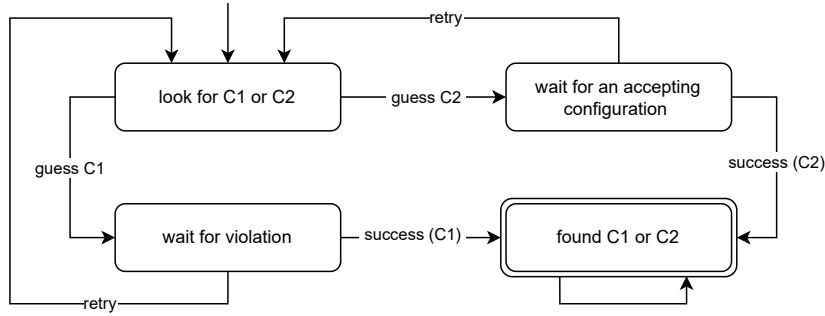 retry
look for C1 or C2
guess C2
wait for an accepting
configuration
guess C1
success (C2)
wait for violation
success (C1)
found C1 or C2
retry